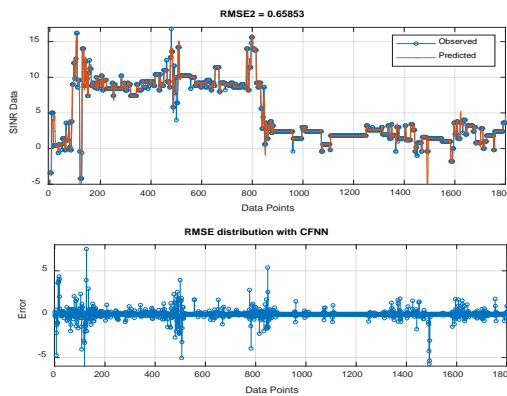 RMSE2 = 0.65853
Observed
Predicted
SINR Data
15
10
5
0
-5
0 200 400 600 800 1000 1200 1400 1600 1800
Data Points
RMSE distribution with CFNN
Error
5
0
-5
0 200 400 600 800 1000 1200 1400 1600 1800
Data Points